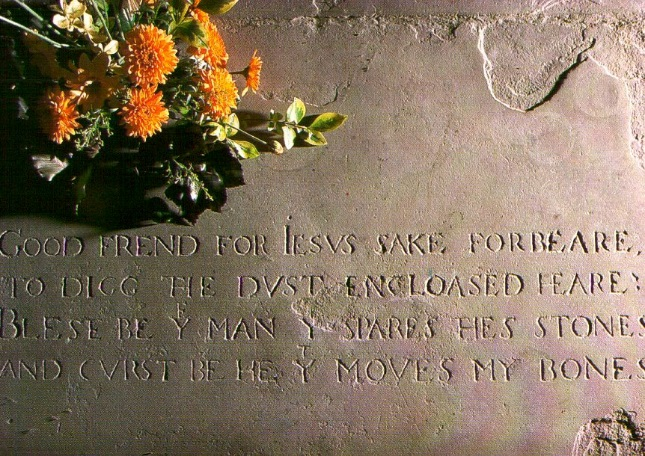 GOOD FREND FOR IESVS SAKE FORBEARE,
TO DIGG THE DVST ENCLOASED HEARE:
BLESE BE Yᴱ MAN Yᵀ SPARES THES STONES
AND CVRST BE HE Yᵀ MOVES MY BONES